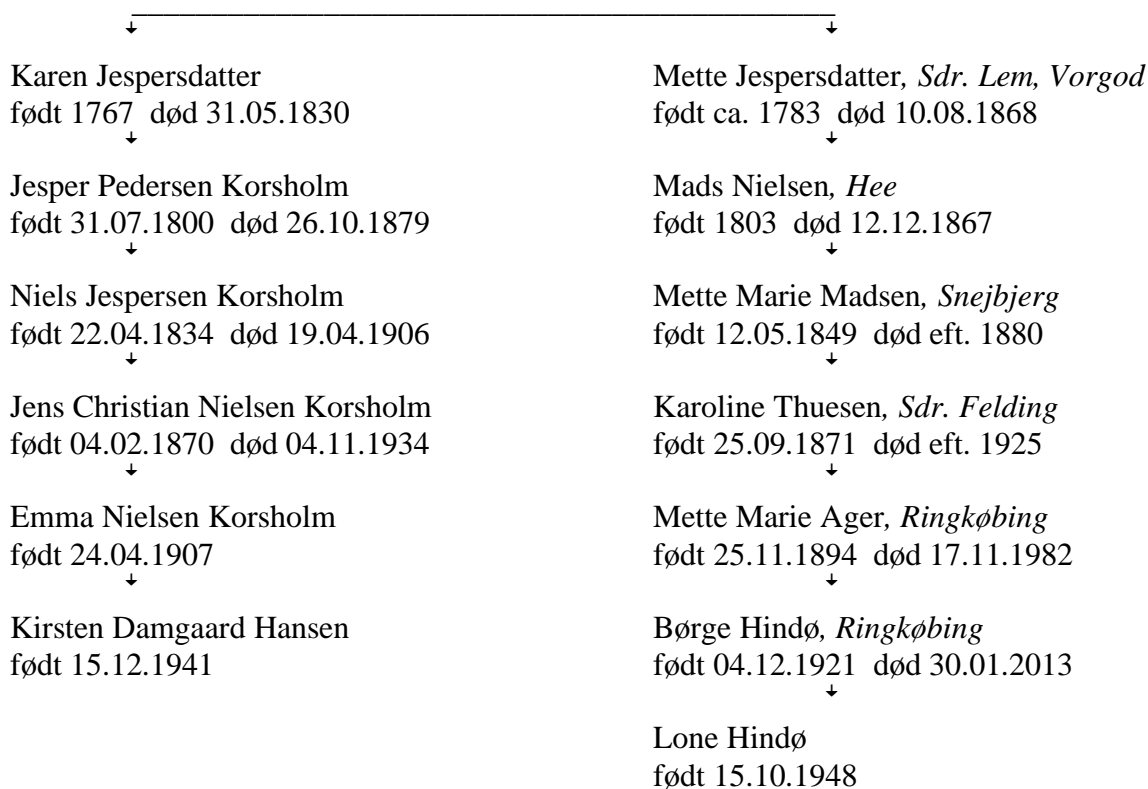 Karen Jespersdatter
født 1767 død 31.05.1830
Jesper Pedersen Korsholm
født 31.07.1800 død 26.10.1879
Niels Jespersen Korsholm
født 22.04.1834 død 19.04.1906
Jens Christian Nielsen Korsholm
født 04.02.1870 død 04.11.1934
Emma Nielsen Korsholm
født 24.04.1907
Kirsten Damgaard Hansen
født 15.12.1941
Mette Jespersdatter, Sdr. Lem, Vorgod
født ca. 1783 død 10.08.1868
Mads Nielsen, Hee
født 1803 død 12.12.1867
Mette Marie Madsen, Snejbjerg
født 12.05.1849 død eft. 1880
Karoline Thuesen, Sdr. Felding
født 25.09.1871 død eft. 1925
Mette Marie Ager, Ringkøbing
født 25.11.1894 død 17.11.1982
Børge Hindø, Ringkøbing
født 04.12.1921 død 30.01.2013
Lone Hindø
født 15.10.1948